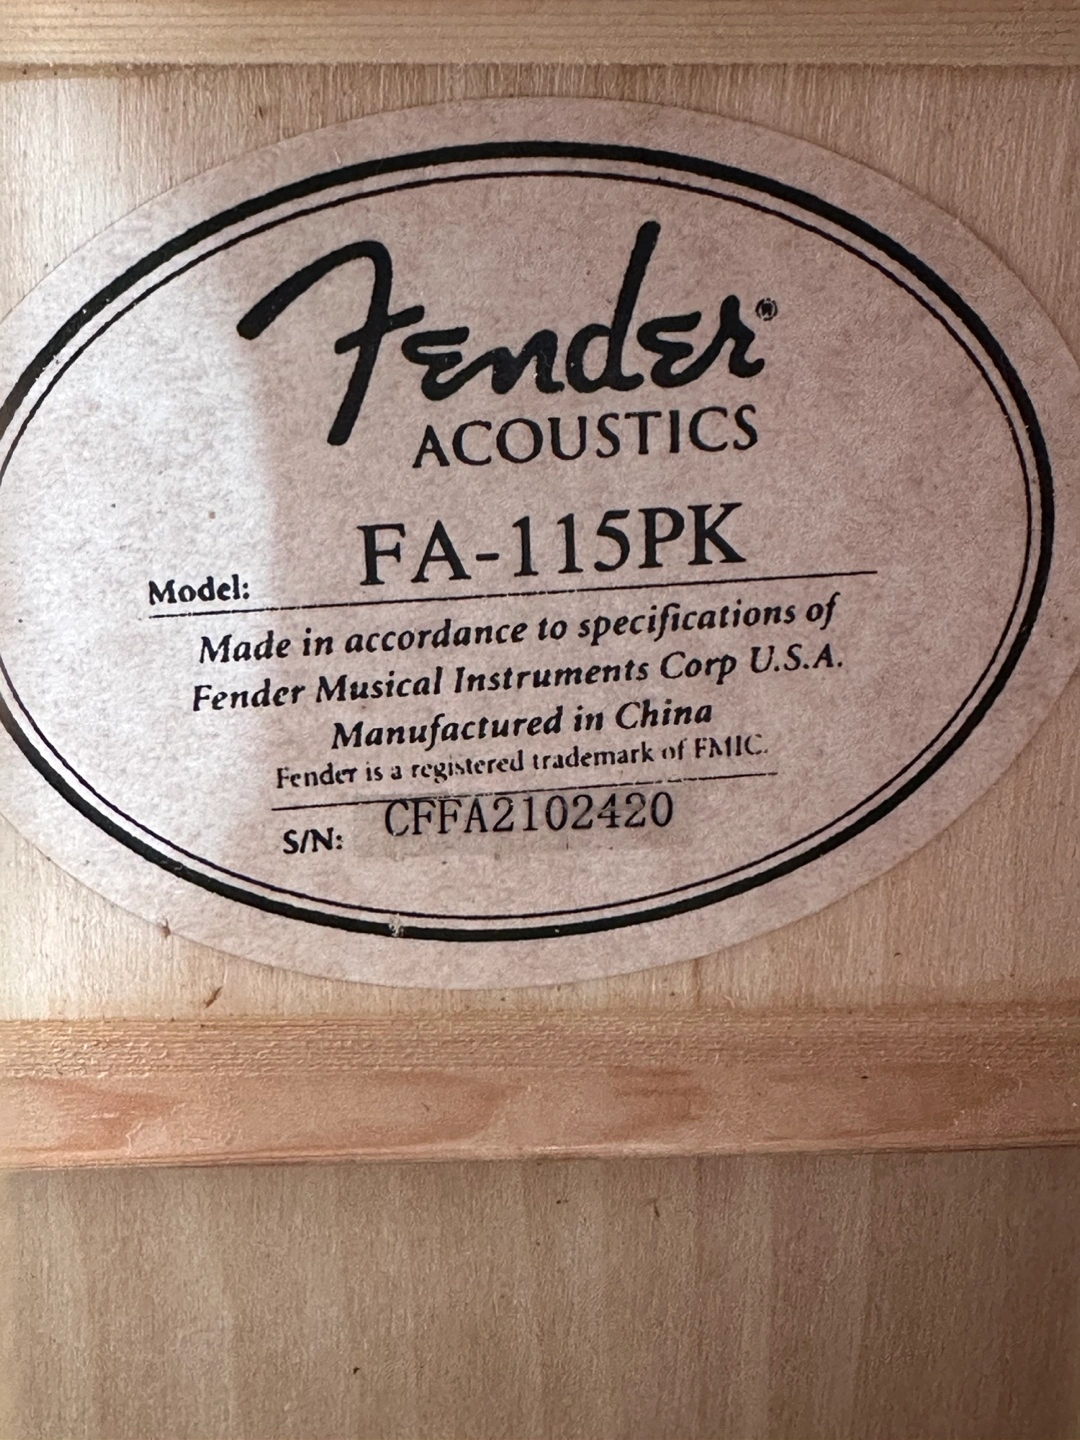 Fender®
ACOUSTICS
Model: FA-115PK
Made in accordance to specifications of
Fender Musical Instruments Corp U.S.A.
Manufactured in China
Fender is a registered trademark of FMIC.
S/N: CFFA2102420